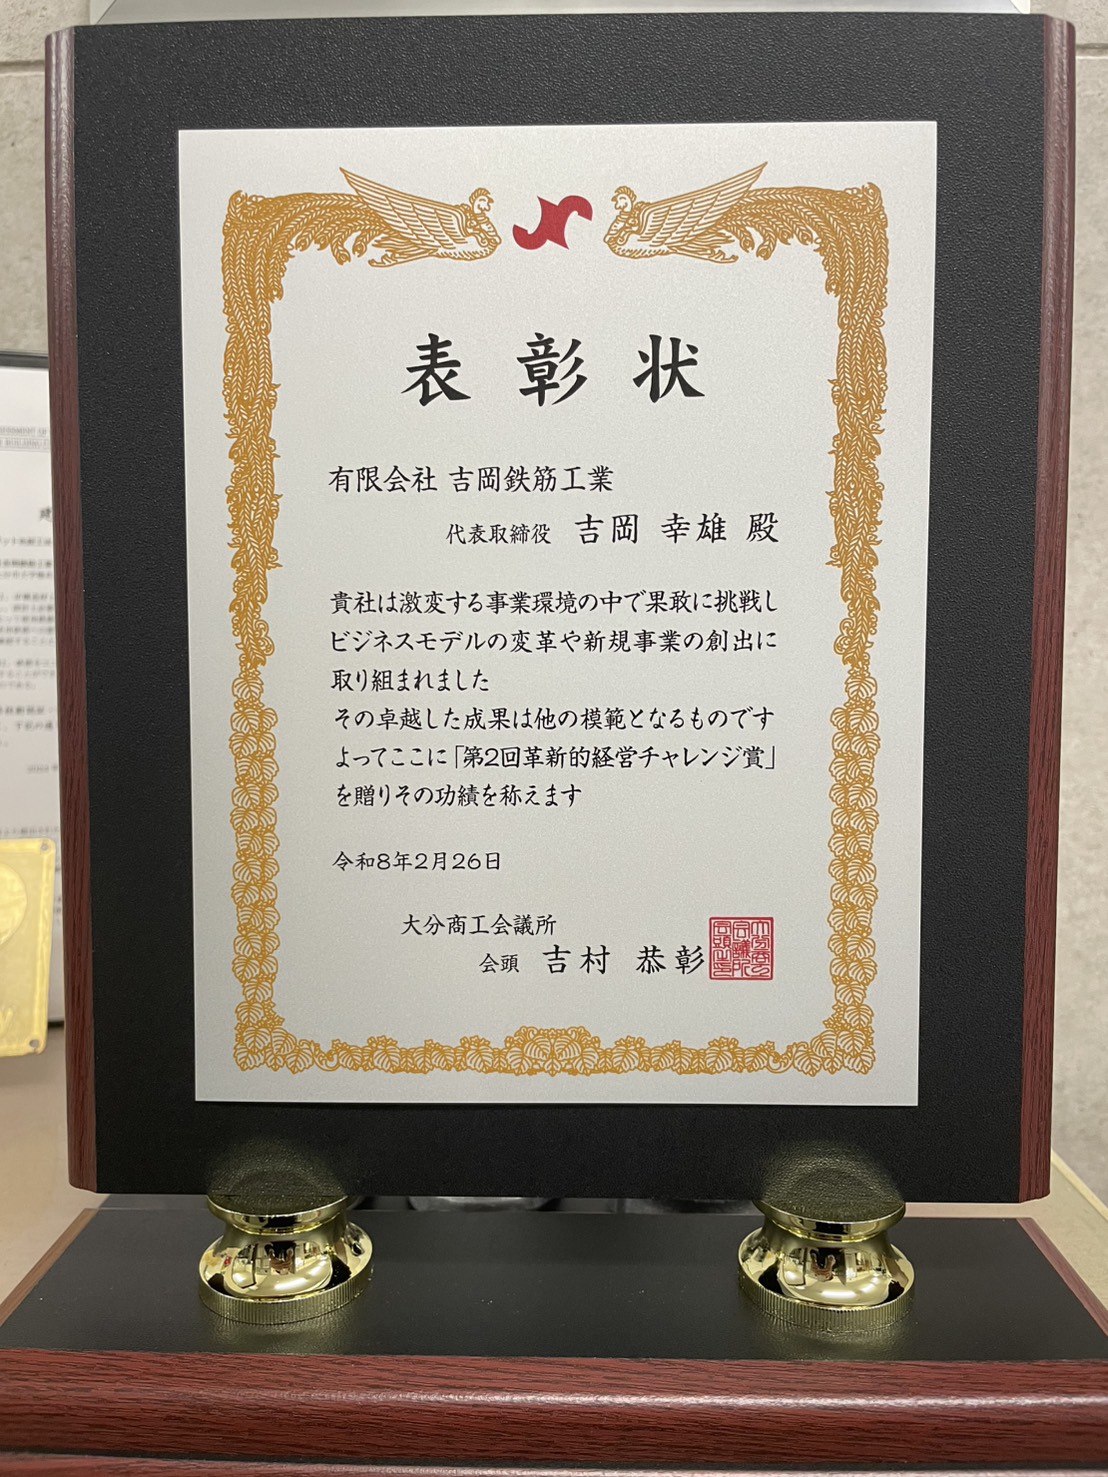 表彰状
有限会社 吉岡鉄筋工業
代表取締役 吉岡 幸雄 殿
貴社は激変する事業環境の中で果敢に挑戦し
ビジネスモデルの変革や新規事業の創出に
取り組まれました
その卓越した成果は他の模範となるものです
よってここに「第2回革新的経営チャレンジ賞」
を贈りその功績を称えます
令和8年2月26日
大分商工会議所
会頭 吉村 恭彰